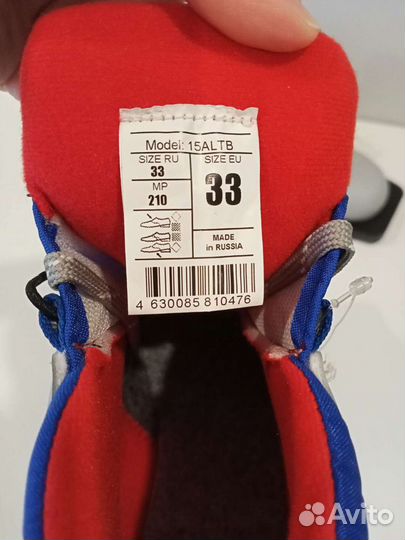 Model: 15ALTB
SIZE RU
33
MP
210
SIZE EU
33
MADE
in RUSSIA
4 630085 810476
Avito